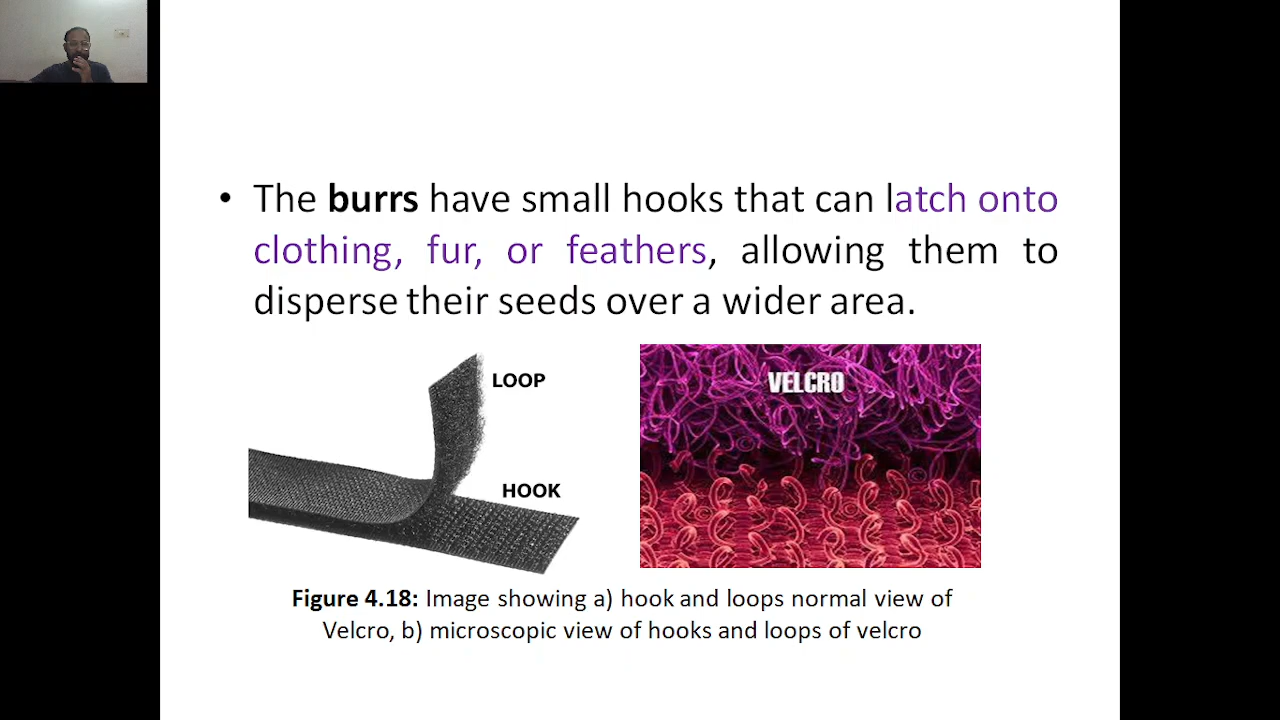 • The burrs have small hooks that can latch onto
clothing, fur, or feathers, allowing them to
disperse their seeds over a wider area.
LOOP
HOOK
VELCRO
Figure 4.18: Image showing a) hook and loops normal view of
Velcro, b) microscopic view of hooks and loops of velcro